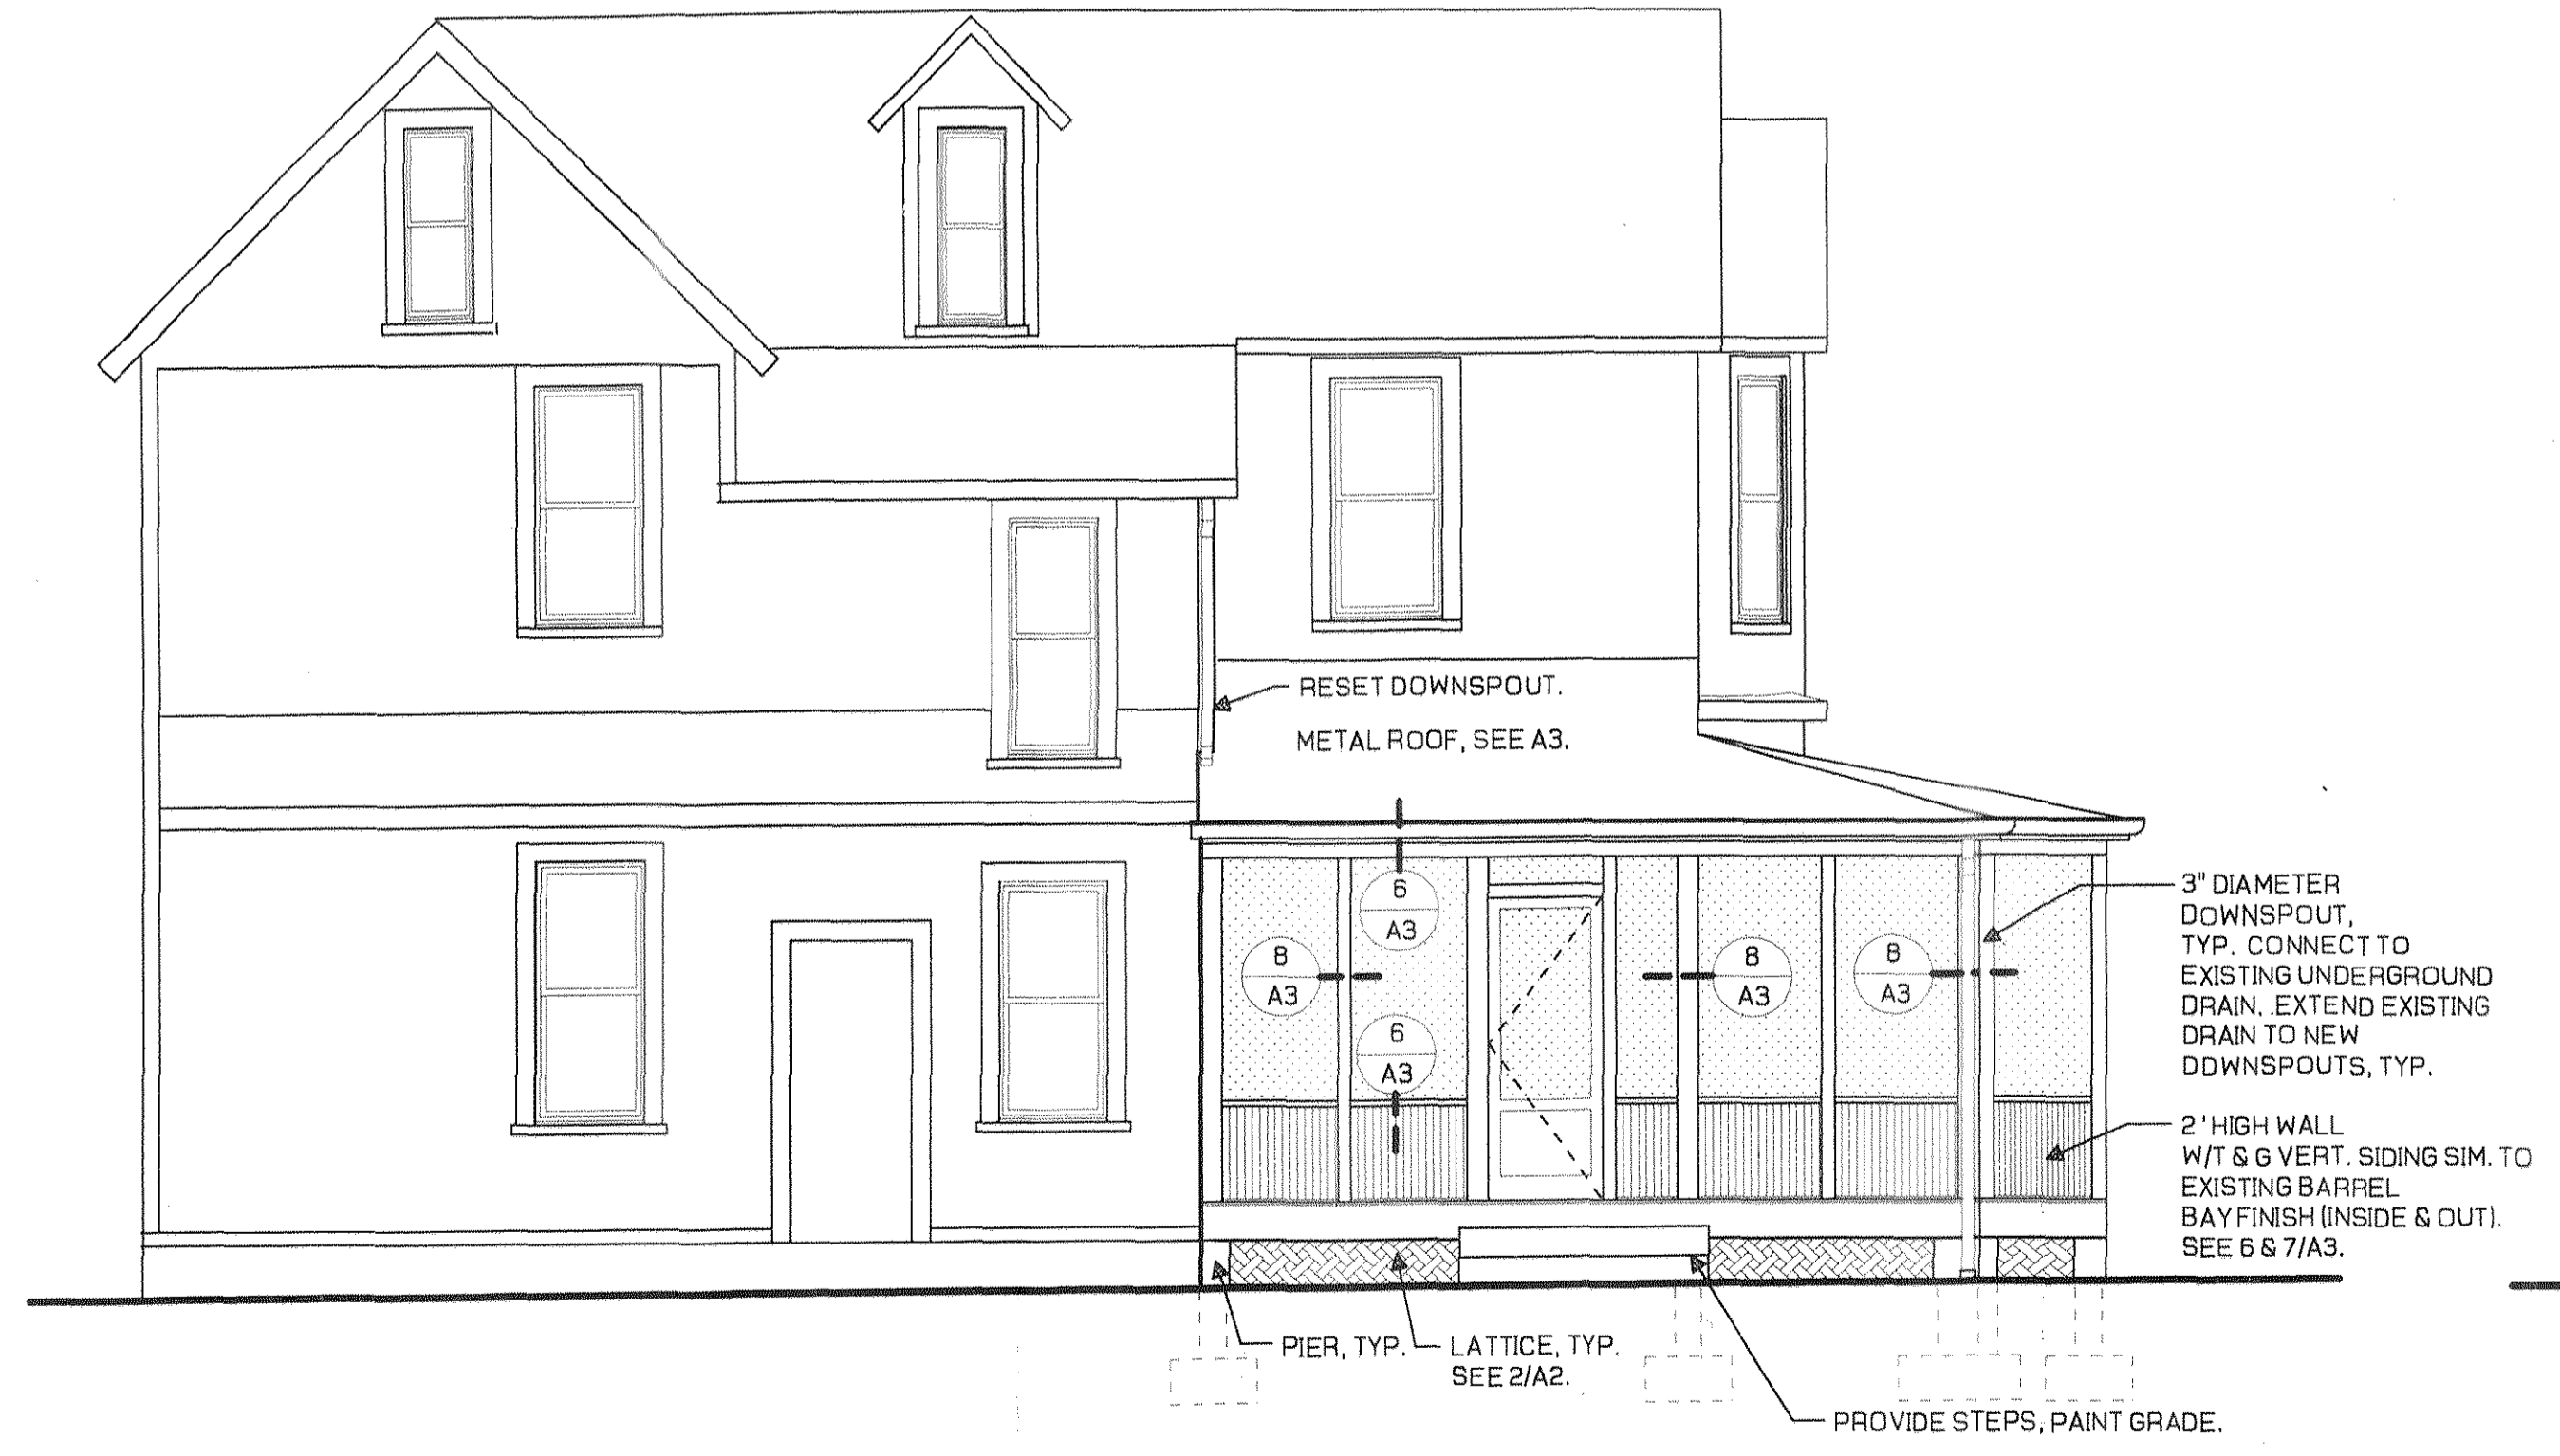 RESET DOWNSPOUT.
METAL ROOF, SEE A3.
6
A3
8
A3
8
A3
8
A3
6
A3
3" DIAMETER
DOWNSPOUT,
TYP. CONNECT TO
EXISTING UNDERGROUND
DRAIN. .EXTEND EXISTING
DRAIN TO NEW
DDWNSPOUTS, TYP.
2' HIGH WALL
W/T & G VERT. SIDING SIM. TO
EXISTING BARREL
BAY FINISH (INSIDE & OUT).
SEE 6 & 7/A3.
PIER, TYP.
LATTICE, TYP.
SEE 2/A2.
PROVIDE STEPS, PAINT GRADE.